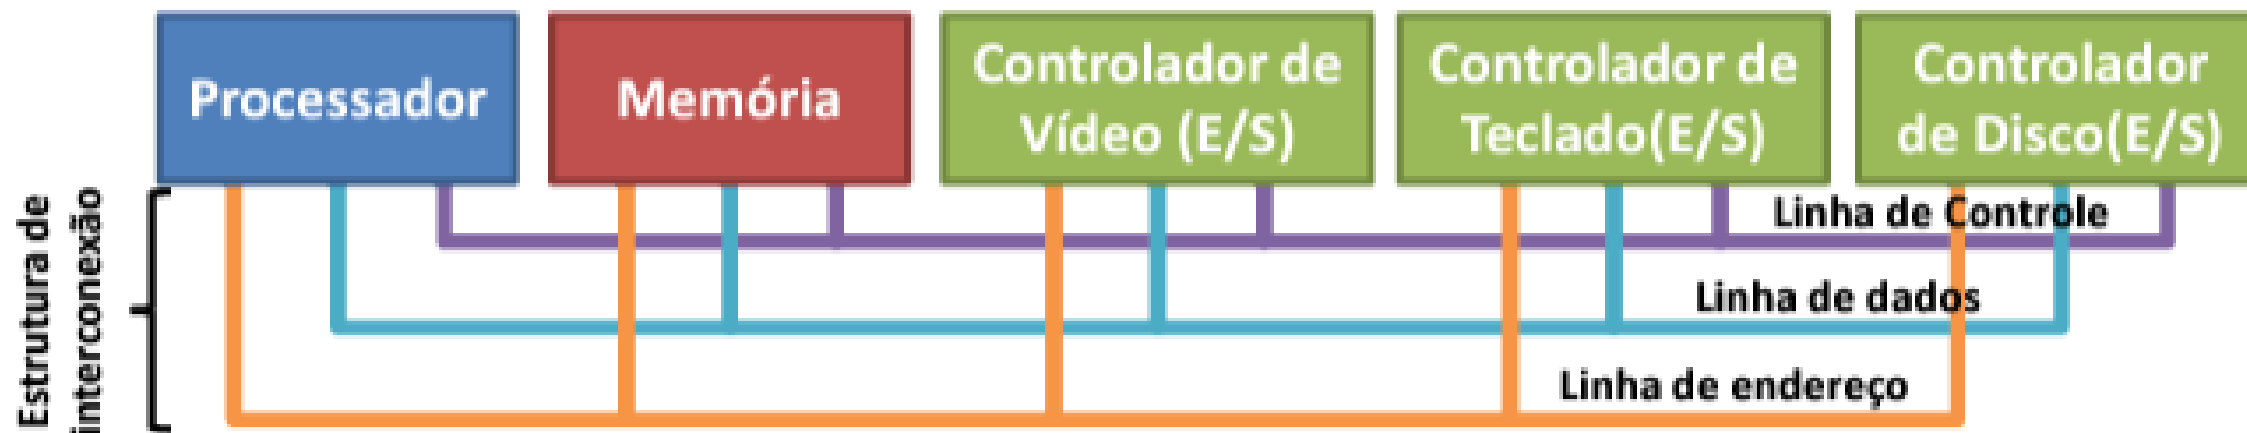 Processador
Memória
Controlador de
Vídeo (E/S)
Controlador de
Teclado(E/S)
Controlador
de Disco(E/S)
Estrutura de
interconexão
Linha de Controle
Linha de dados
Linha de endereço